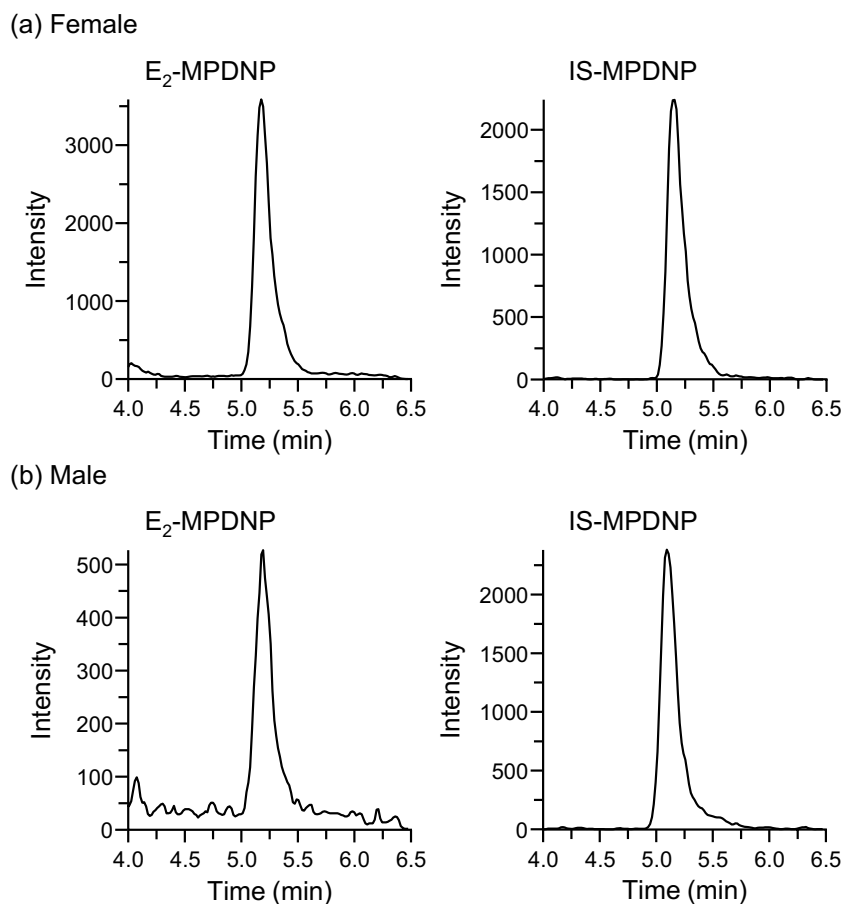 (a) Female
E₂-MPDNP
IS-MPDNP
Intensity
3000
2000
1000
0
4.0 4.5 5.0 5.5 6.0 6.5
Time (min)
Intensity
2000
1500
1000
500
0
4.0 4.5 5.0 5.5 6.0 6.5
Time (min)
(b) Male
E₂-MPDNP
IS-MPDNP
Intensity
500
400
300
200
100
0
4.0 4.5 5.0 5.5 6.0 6.5
Time (min)
Intensity
2000
1500
1000
500
0
4.0 4.5 5.0 5.5 6.0 6.5
Time (min)